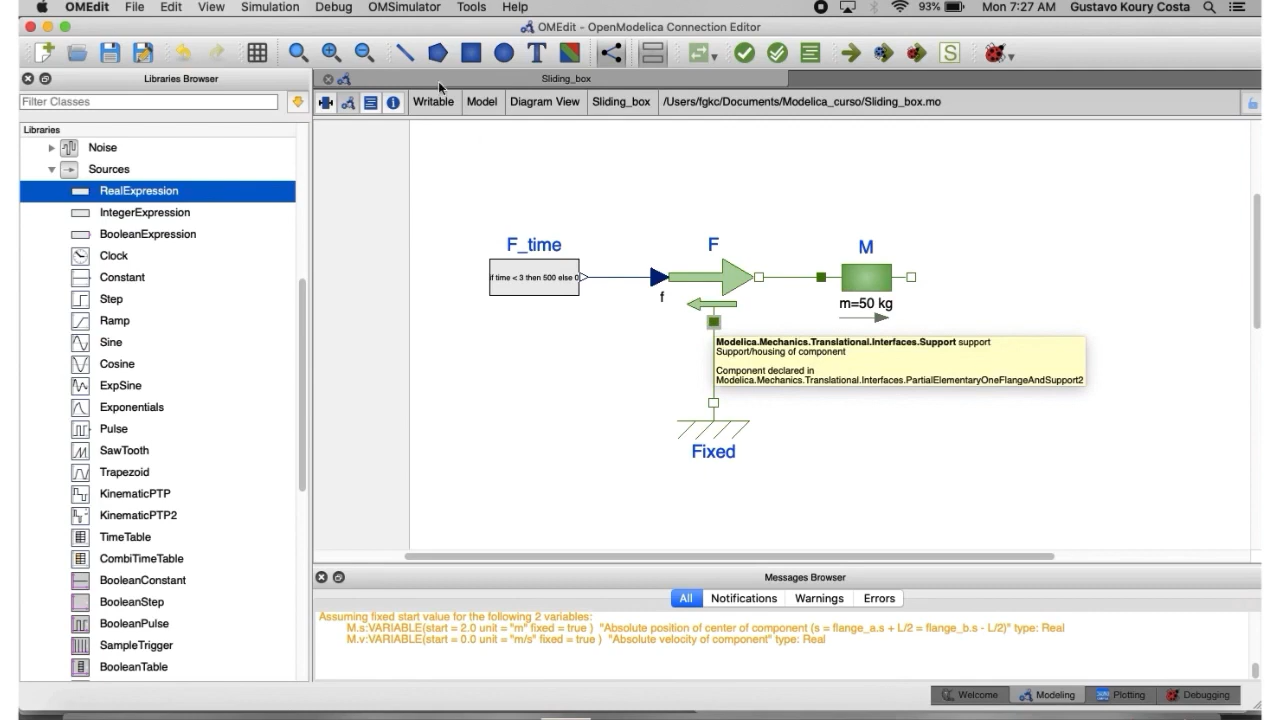 OMEdit File Edit View Simulation Debug OMSimulator Tools Help 93% Mon 7:27 AM Gustavo Koury Costa
OMEdit - OpenModelica Connection Editor
Libraries Browser
Sliding_box
Filter Classes
Writable Model Diagram View Sliding_box /Users/fgkc/Documents/Modelica_curso/Sliding_box.mo
Libraries
Noise
Sources
RealExpression
IntegerExpression
BooleanExpression
Clock
Constant
Step
Ramp
Sine
Cosine
ExpSine
Exponentials
Pulse
SawTooth
Trapezoid
KinematicPTP
KinematicPTP2
TimeTable
CombiTimeTable
BooleanConstant
BooleanStep
BooleanPulse
SampleTrigger
BooleanTable
F_time F M
if time < 3 then 500 else 0
f
m=50 kg
Modelica.Mechanics.Translational.Interfaces.Support support
Support/housing of component
Component declared in
Modelica.Mechanics.Translational.Interfaces.PartialElementaryOneFlangeAndSupport2
Fixed
Messages Browser
All Notifications Warnings Errors
Assuming fixed start value for the following 2 variables:
M.s:VARIABLE(start = 2.0 unit = "m" fixed = true ) "Absolute position of center of component (s = flange_a.s + L/2 = flange_b.s - L/2)" type: Real
M.v:VARIABLE(start = 0.0 unit = "m/s" fixed = true ) "Absolute velocity of component" type: Real
Welcome Modeling Plotting Debugging